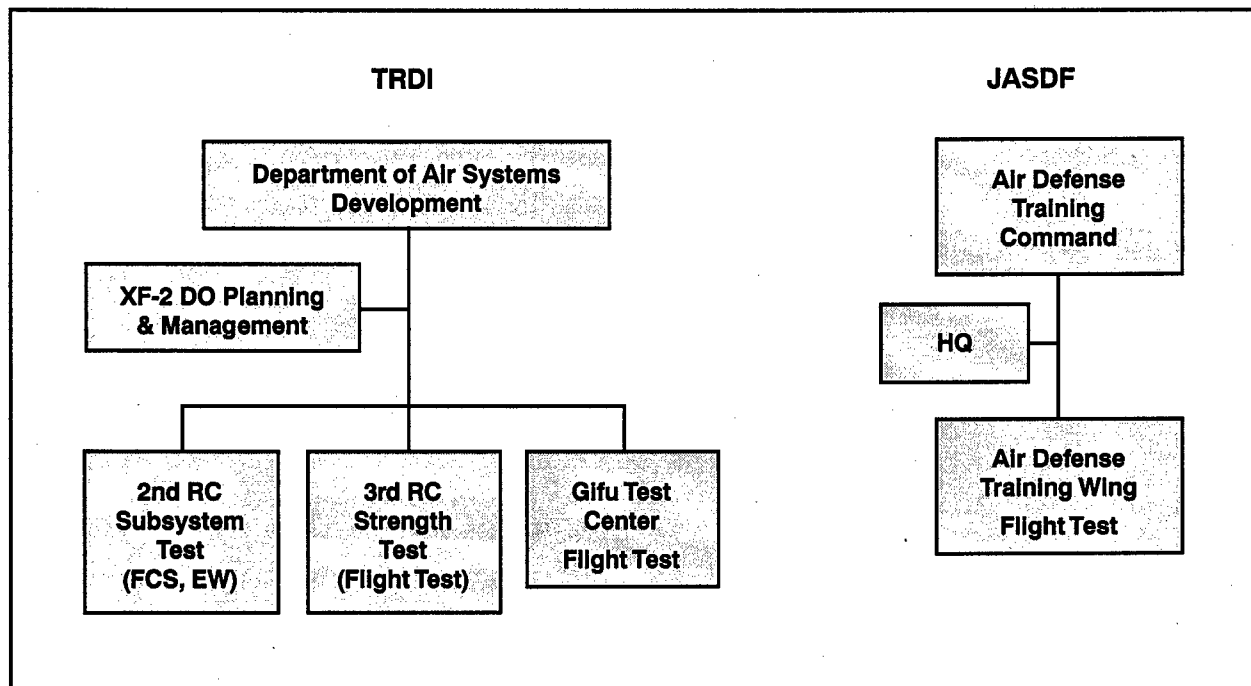 TRDI
Department of Air Systems
Development
XF-2 DO Planning
& Management
2nd RC
Subsystem
Test
(FCS, EW)
3rd RC
Strength
Test
(Flight Test)
Gifu Test
Center
Flight Test
JASDF
Air Defense
Training
Command
HQ
Air Defense
Training Wing
Flight Test